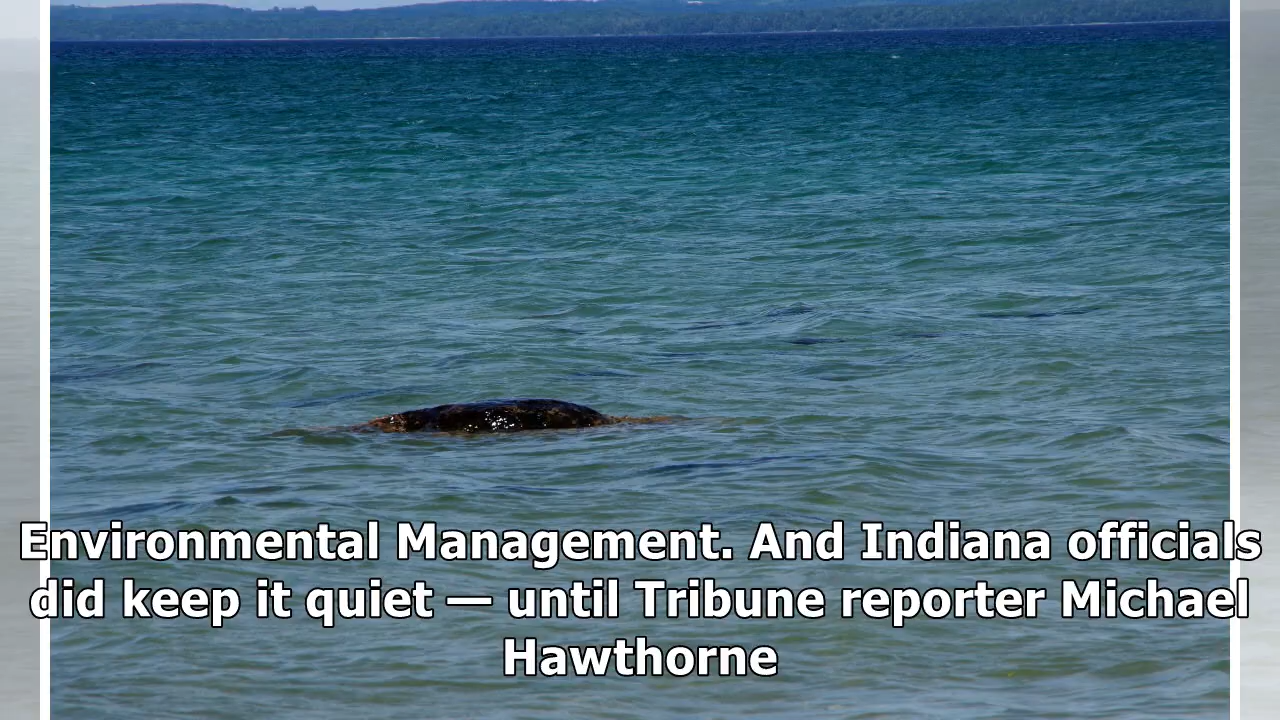 Environmental Management. And Indiana officials
did keep it quiet — until Tribune reporter Michael
Hawthorne